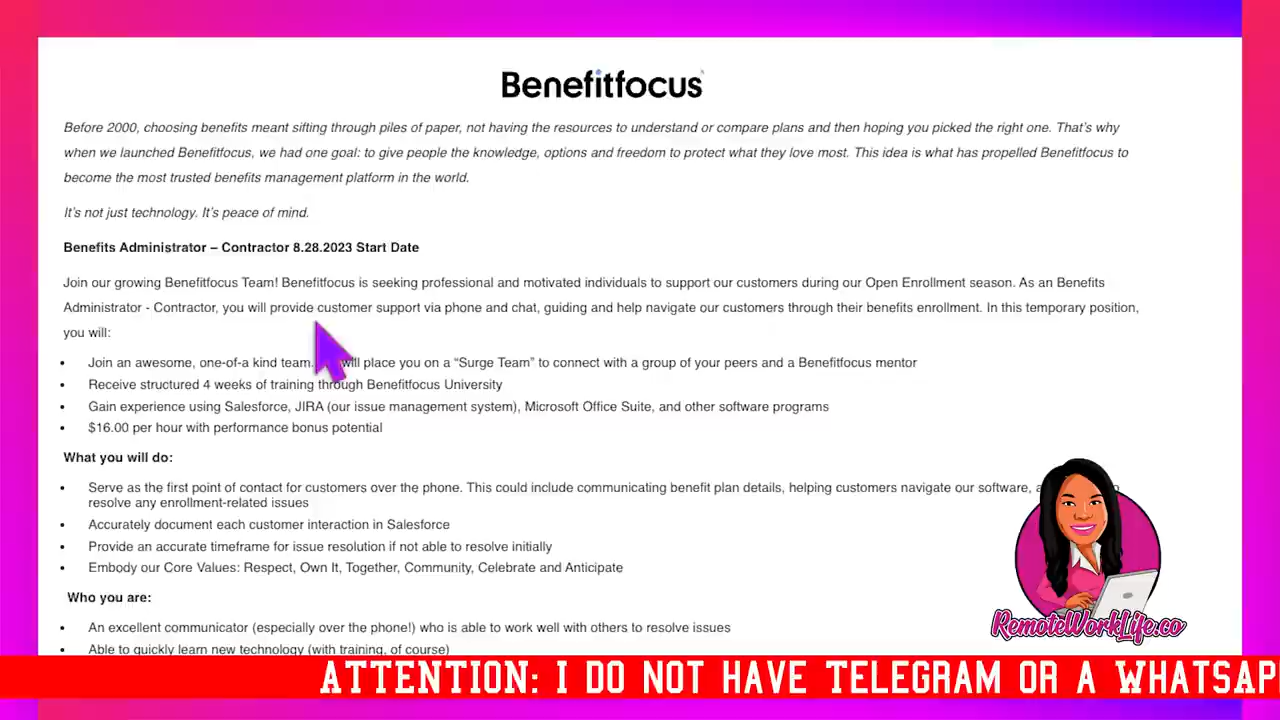 Benefitfocus
Before 2000, choosing benefits meant sifting through piles of paper, not having the resources to understand or compare plans and then hoping you picked the right one. That's why
when we launched Benefitfocus, we had one goal: to give people the knowledge, options and freedom to protect what they love most. This idea is what has propelled Benefitfocus to
become the most trusted benefits management platform in the world.
It's not just technology. It's peace of mind.
Benefits Administrator – Contractor 8.28.2023 Start Date
Join our growing Benefitfocus Team! Benefitfocus is seeking professional and motivated individuals to support our customers during our Open Enrollment season. As an Benefits
Administrator - Contractor, you will provide customer support via phone and chat, guiding and help navigate our customers through their benefits enrollment. In this temporary position,
you will:
• Join an awesome, one-of-a kind team. will place you on a “Surge Team” to connect with a group of your peers and a Benefitfocus mentor
• Receive structured 4 weeks of training through Benefitfocus University
• Gain experience using Salesforce, JIRA (our issue management system), Microsoft Office Suite, and other software programs
• $16.00 per hour with performance bonus potential
What you will do:
• Serve as the first point of contact for customers over the phone. This could include communicating benefit plan details, helping customers navigate our software,
resolve any enrollment-related issues
• Accurately document each customer interaction in Salesforce
• Provide an accurate timeframe for issue resolution if not able to resolve initially
• Embody our Core Values: Respect, Own It, Together, Community, Celebrate and Anticipate
Who you are:
• An excellent communicator (especially over the phone!) who is able to work well with others to resolve issues
• Able to quickly learn new technology (with training, of course)
RemoteWorkLife.co
ATTENTION: I DO NOT HAVE TELEGRAM OR A WHATSAP